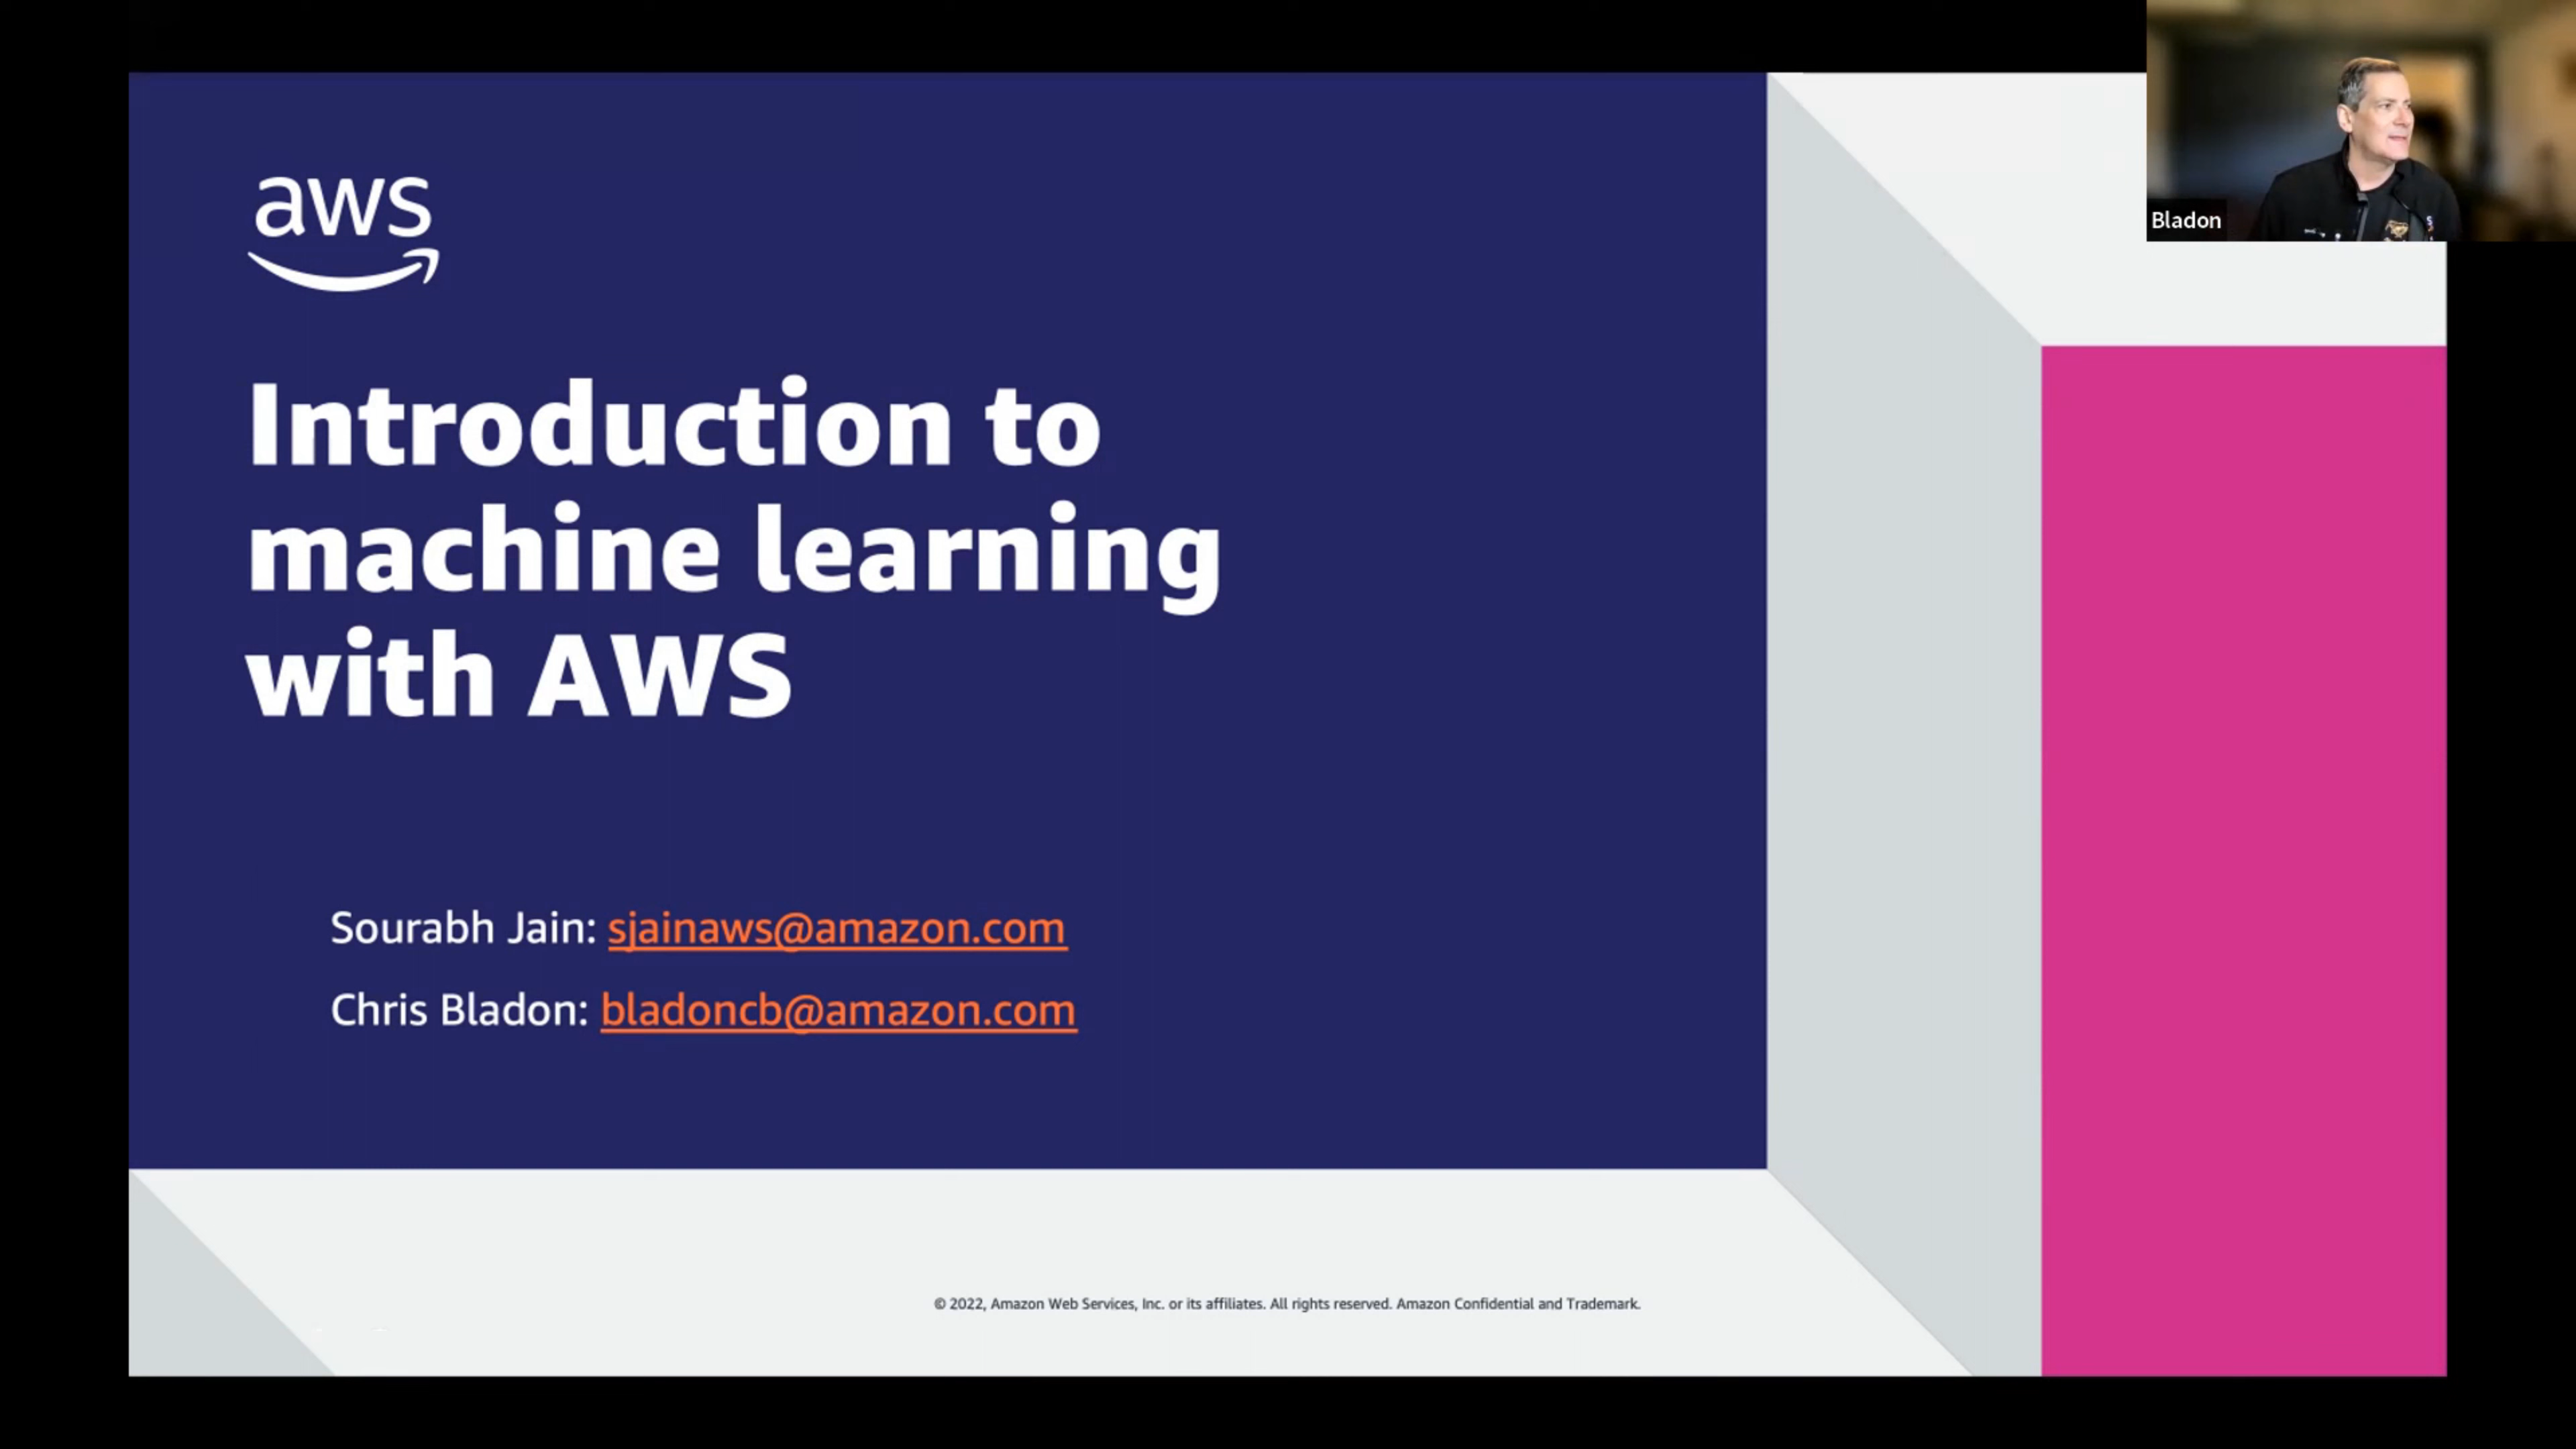 Bladon
aws
Introduction to
machine learning
with AWS
Sourabh Jain: sjainaws@amazon.com
Chris Bladon: bladoncb@amazon.com
© 2022, Amazon Web Services, Inc. or its affiliates. All rights reserved. Amazon Confidential and Trademark.